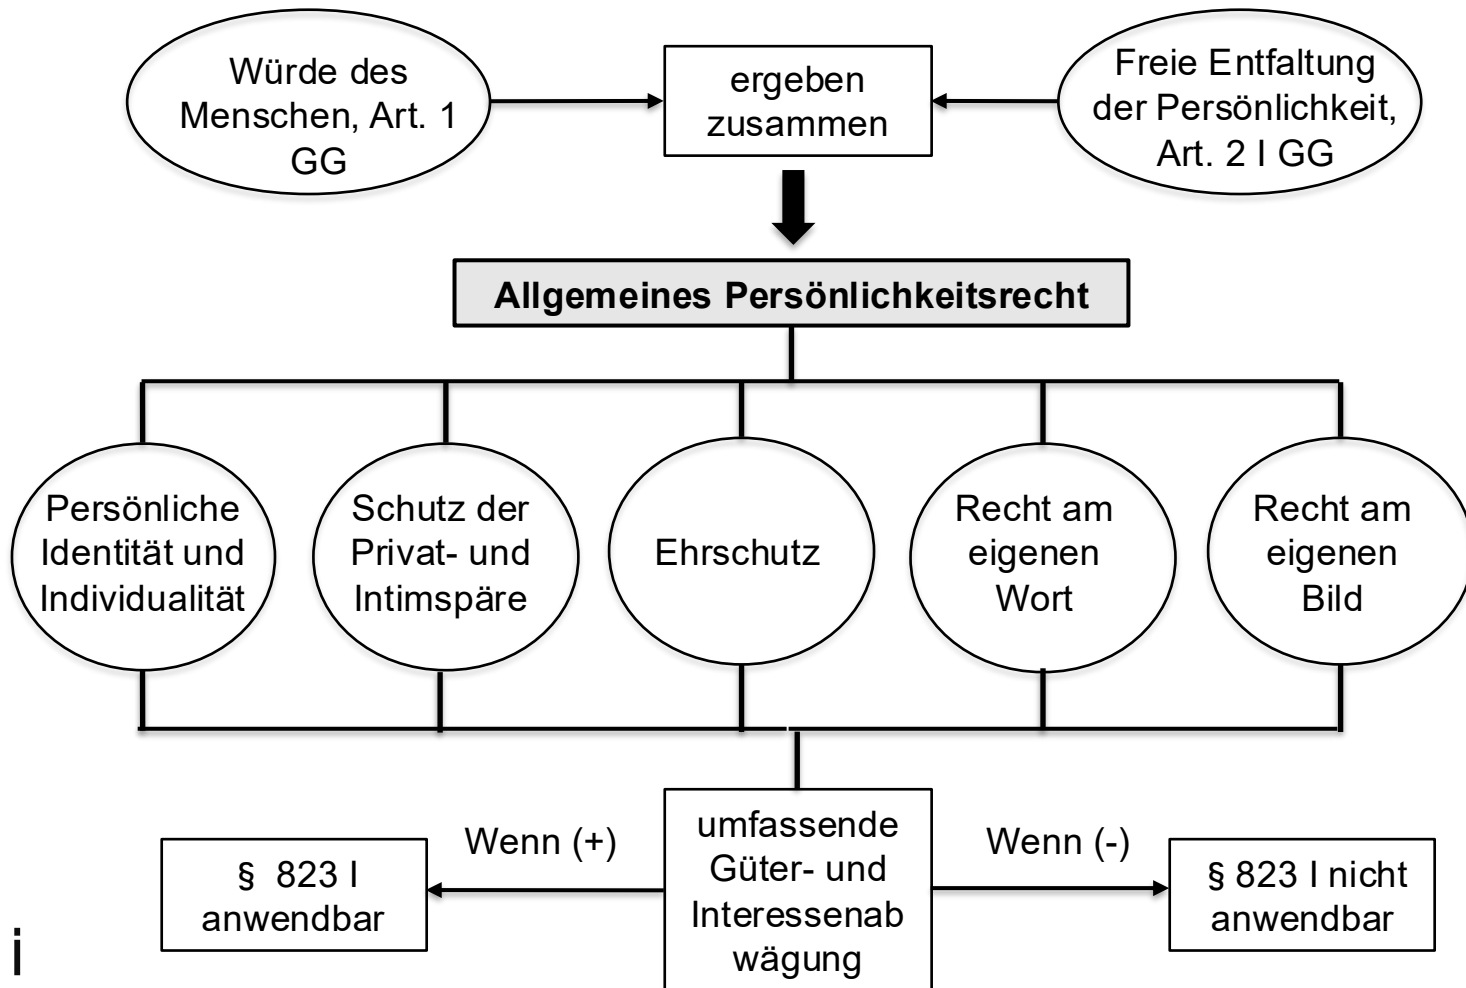 Würde des
Menschen, Art. 1
GG
ergeben
zusammen
Freie Entfaltung
der Persönlichkeit,
Art. 2 I GG
Allgemeines Persönlichkeitsrecht
Persönliche
Identität und
Individualität
Schutz der
Privat- und
Intimspäre
Ehrschutz
Recht am
eigenen
Wort
Recht am
eigenen
Bild
§ 823 I
anwendbar
Wenn (+)
umfassende
Güter- und
Interessenab
wägung
Wenn (-)
§ 823 I nicht
anwendbar
i